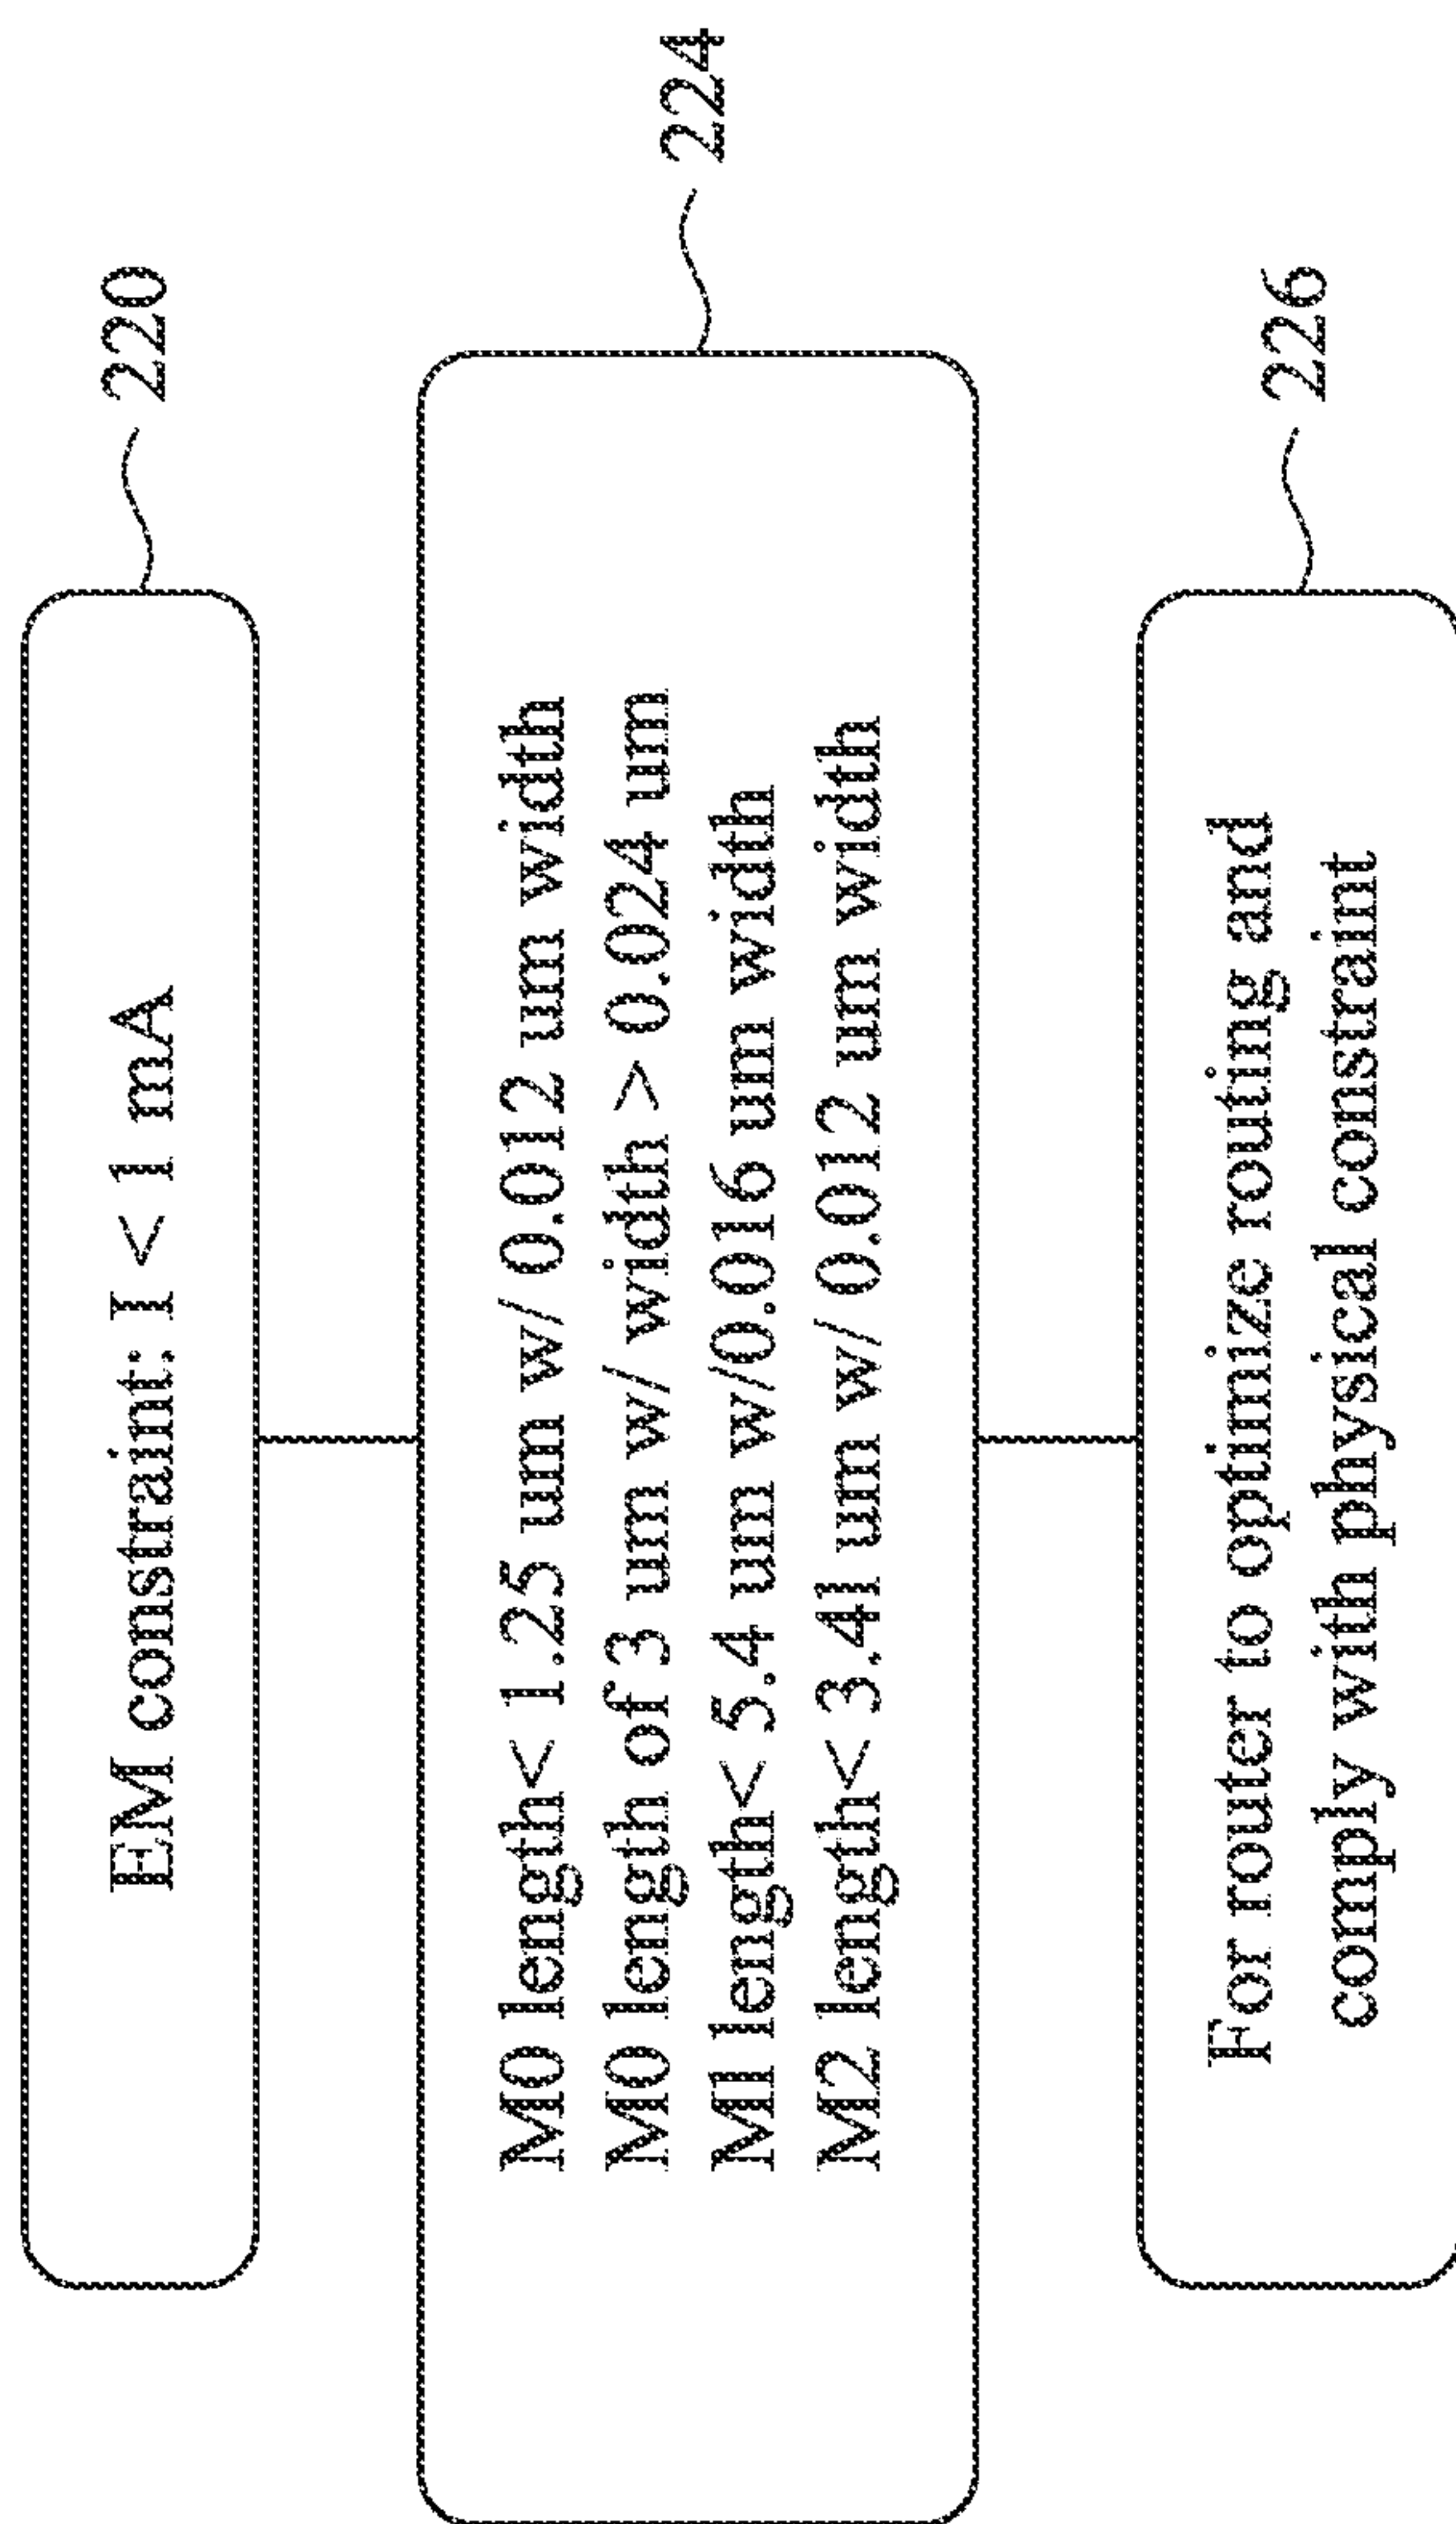 EM constraint: I < 1 mA
220
M0 length< 1.25 um w/ 0.012 um width
M0 length of 3 um w/ width > 0.024 um
M1 length< 5.4 um w/0.016 um width
M2 length< 3.41 um w/ 0.012 um width
224
For router to optimize routing and
comply with physical constraint
226